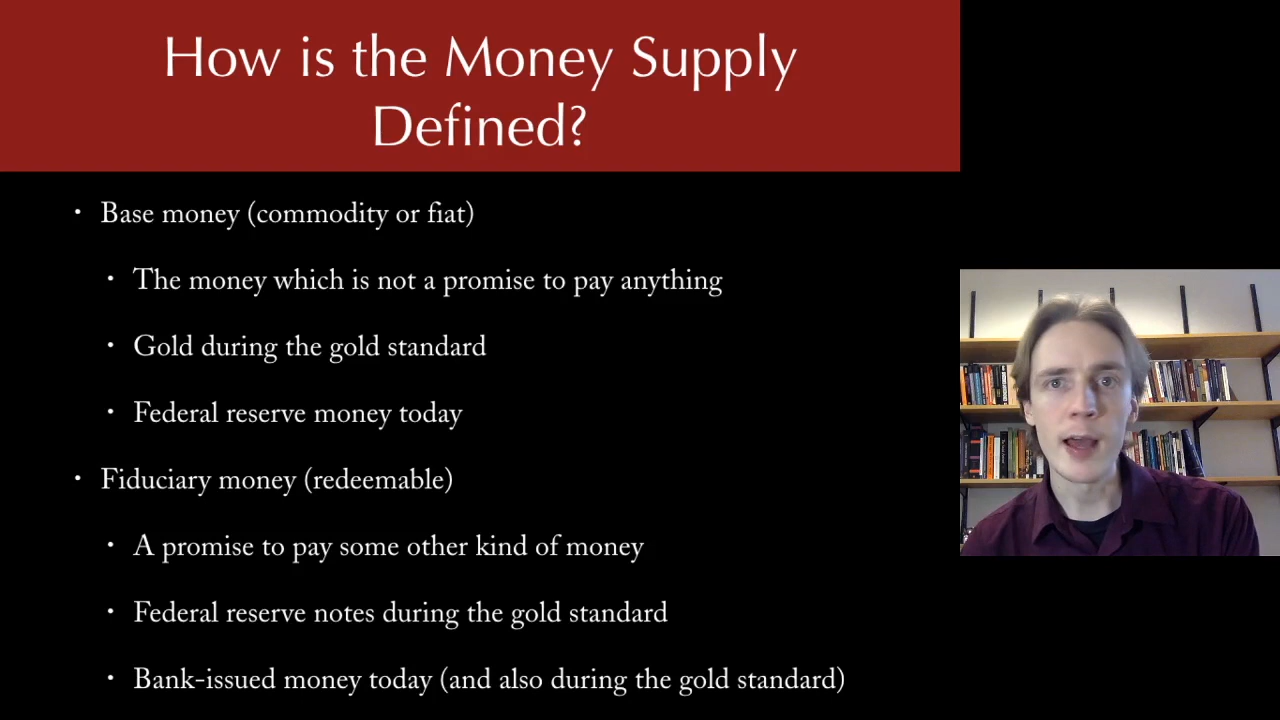 How is the Money Supply
Defined?
• Base money (commodity or fiat)
• The money which is not a promise to pay anything
• Gold during the gold standard
• Federal reserve money today
• Fiduciary money (redeemable)
• A promise to pay some other kind of money
• Federal reserve notes during the gold standard
• Bank-issued money today (and also during the gold standard)